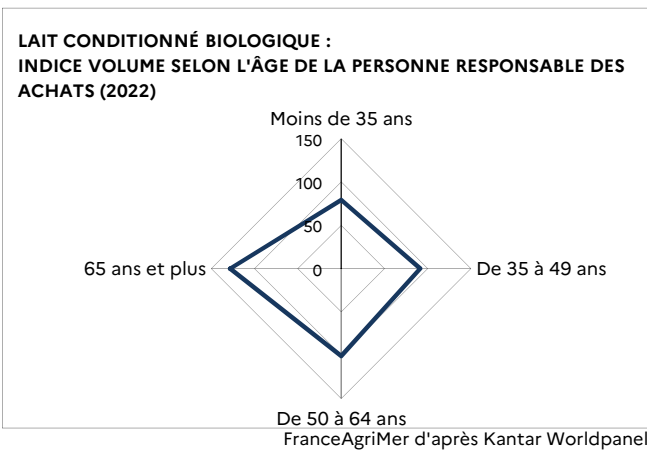 LAIT CONDITIONNÉ BIOLOGIQUE :
INDICE VOLUME SELON L'ÂGE DE LA PERSONNE RESPONSABLE DES
ACHATS (2022)
Moins de 35 ans
150
100
50
65 ans et plus
0
De 35 à 49 ans
De 50 à 64 ans
FranceAgriMer d'après Kantar Worldpanel